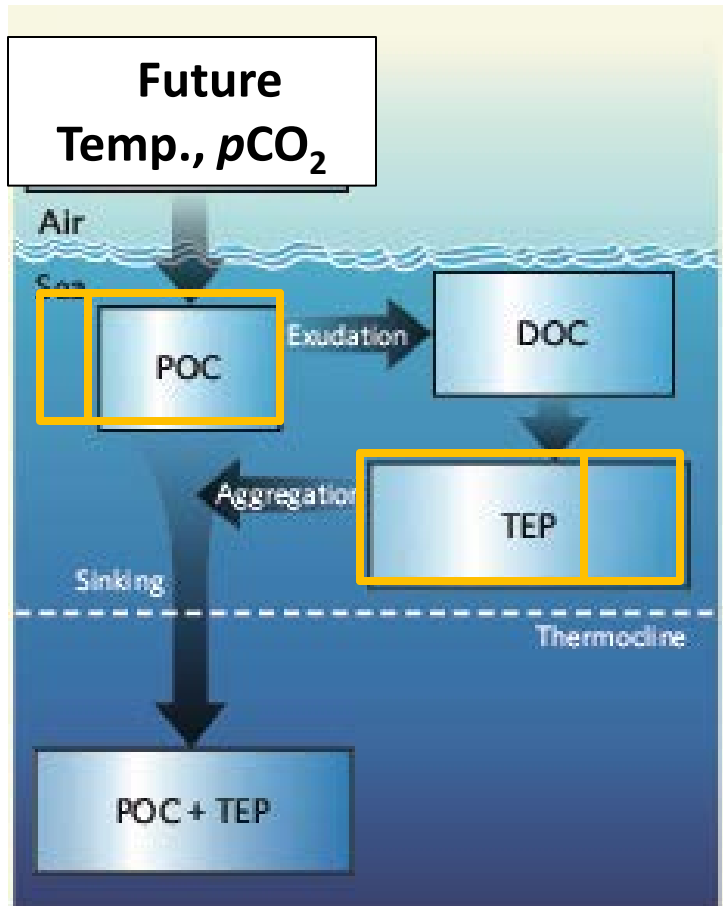 Future
Temp., pCO₂
Air
Sea
POC
Exudation
DOC
Aggregation
TEP
Sinking
Thermocline
POC + TEP